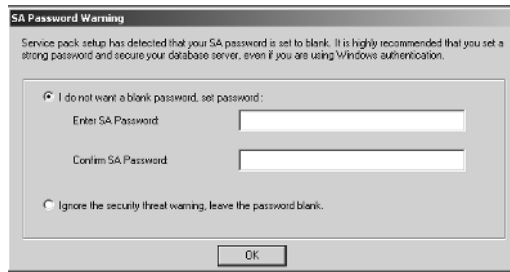 SA Password Warning
Service pack setup has detected that your SA password is set to blank. It is highly recommended that you set a
strong password and secure your database server, even if you are using Windows authentication.
I do not want a blank password, set password:
Enter SA Password:
Confirm SA Password:
Ignore the security threat warning, leave the password blank.
OK